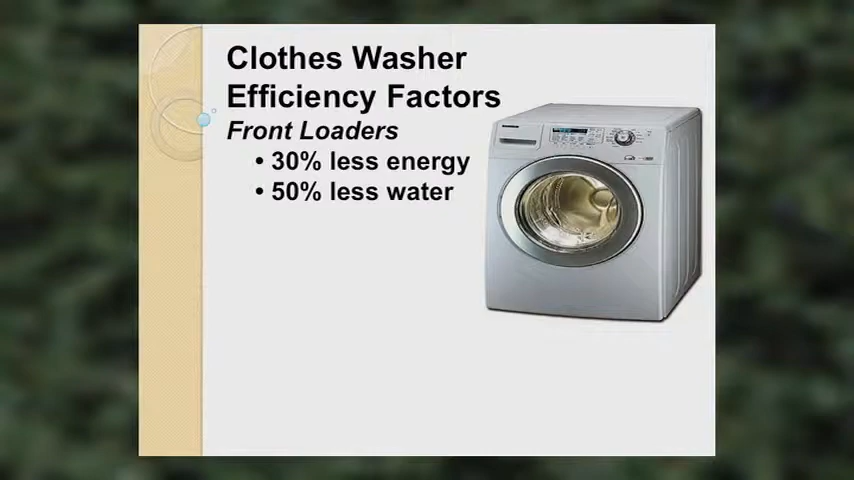 Clothes Washer
Efficiency Factors
Front Loaders
• 30% less energy
• 50% less water